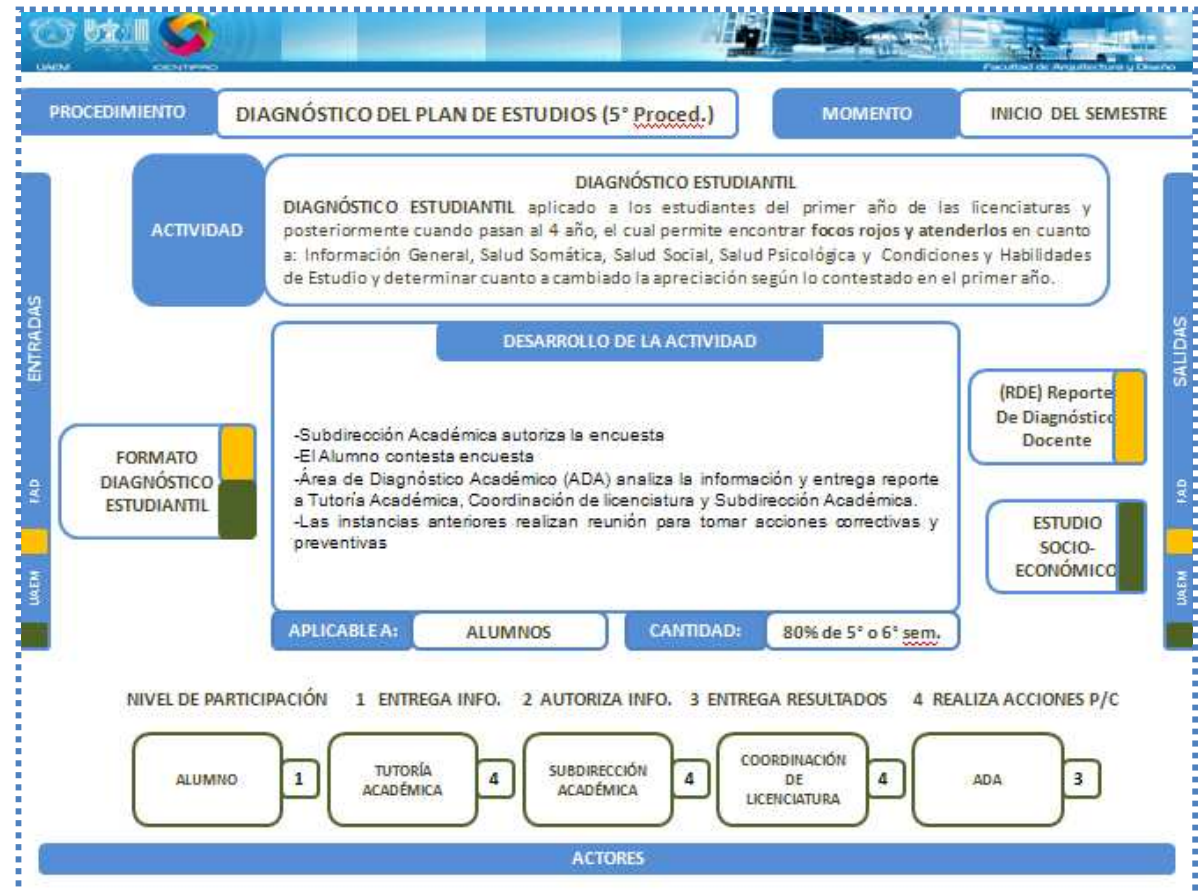 UAEM
IDENTIPRO
Facultad de Arquitectura y Diseño
PROCEDIMIENTO
DIAGNÓSTICO DEL PLAN DE ESTUDIOS (5° Proced.)
MOMENTO
INICIO DEL SEMESTRE
ACTIVIDAD
DIAGNÓSTICO ESTUDIANTIL
DIAGNÓSTICO ESTUDIANTIL aplicado a los estudiantes del primer año de las licenciaturas y
posteriormente cuando pasan al 4 año, el cual permite encontrar focos rojos y atenderlos en cuanto
a: Información General, Salud Somática, Salud Social, Salud Psicológica y Condiciones y Habilidades
de Estudio y determinar cuanto a cambiado la apreciación según lo contestado en el primer año.
ENTRADAS
FAD
UAEM
FORMATO
DIAGNÓSTICO
ESTUDIANTIL
DESARROLLO DE LA ACTIVIDAD
-Subdirección Académica autoriza la encuesta
-El Alumno contesta encuesta
-Área de Diagnóstico Académico (ADA) analiza la información y entrega reporte
a Tutoría Académica, Coordinación de licenciatura y Subdirección Académica.
-Las instancias anteriores realizan reunión para tomar acciones correctivas y
preventivas
(RDE) Reporte
De Diagnóstico
Docente
ESTUDIO
SOCIO-
ECONÓMICO
SALIDAS
FAD
UAEM
APLICABLE A:
ALUMNOS
CANTIDAD:
80% de 5° o 6° sem.
NIVEL DE PARTICIPACIÓN 1 ENTREGA INFO. 2 AUTORIZA INFO. 3 ENTREGA RESULTADOS 4 REALIZA ACCIONES P/C
ALUMNO
1
TUTORÍA
ACADÉMICA
4
SUBDIRECCIÓN
ACADÉMICA
4
COORDINACIÓN
DE
LICENCIATURA
4
ADA
3
ACTORES